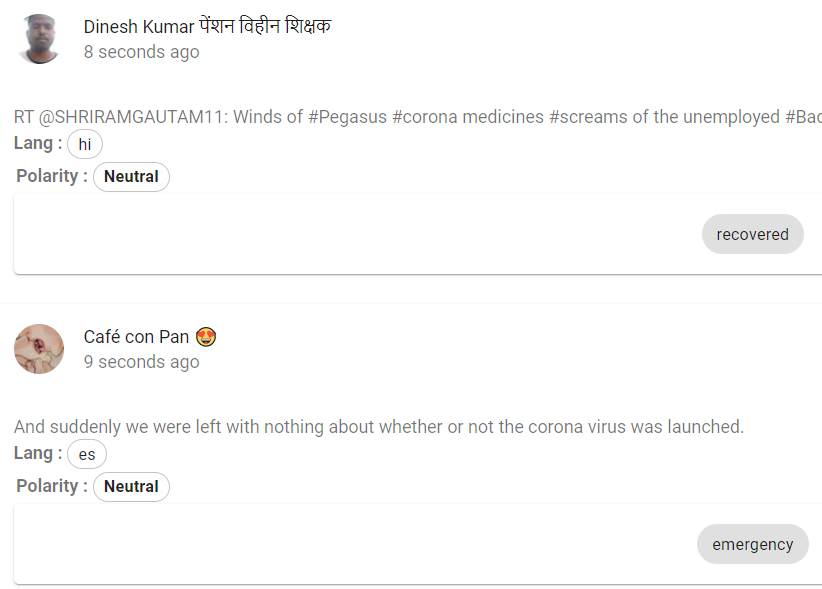 Dinesh Kumar पेंशन विहीन शिक्षक
8 seconds ago
RT @SHRIRAMGAUTAM11: Winds of #Pegasus #corona medicines #screams of the unemployed #Bac
Lang : hi
Polarity : Neutral
recovered
Café con Pan 😍
9 seconds ago
And suddenly we were left with nothing about whether or not the corona virus was launched.
Lang : es
Polarity : Neutral
emergency